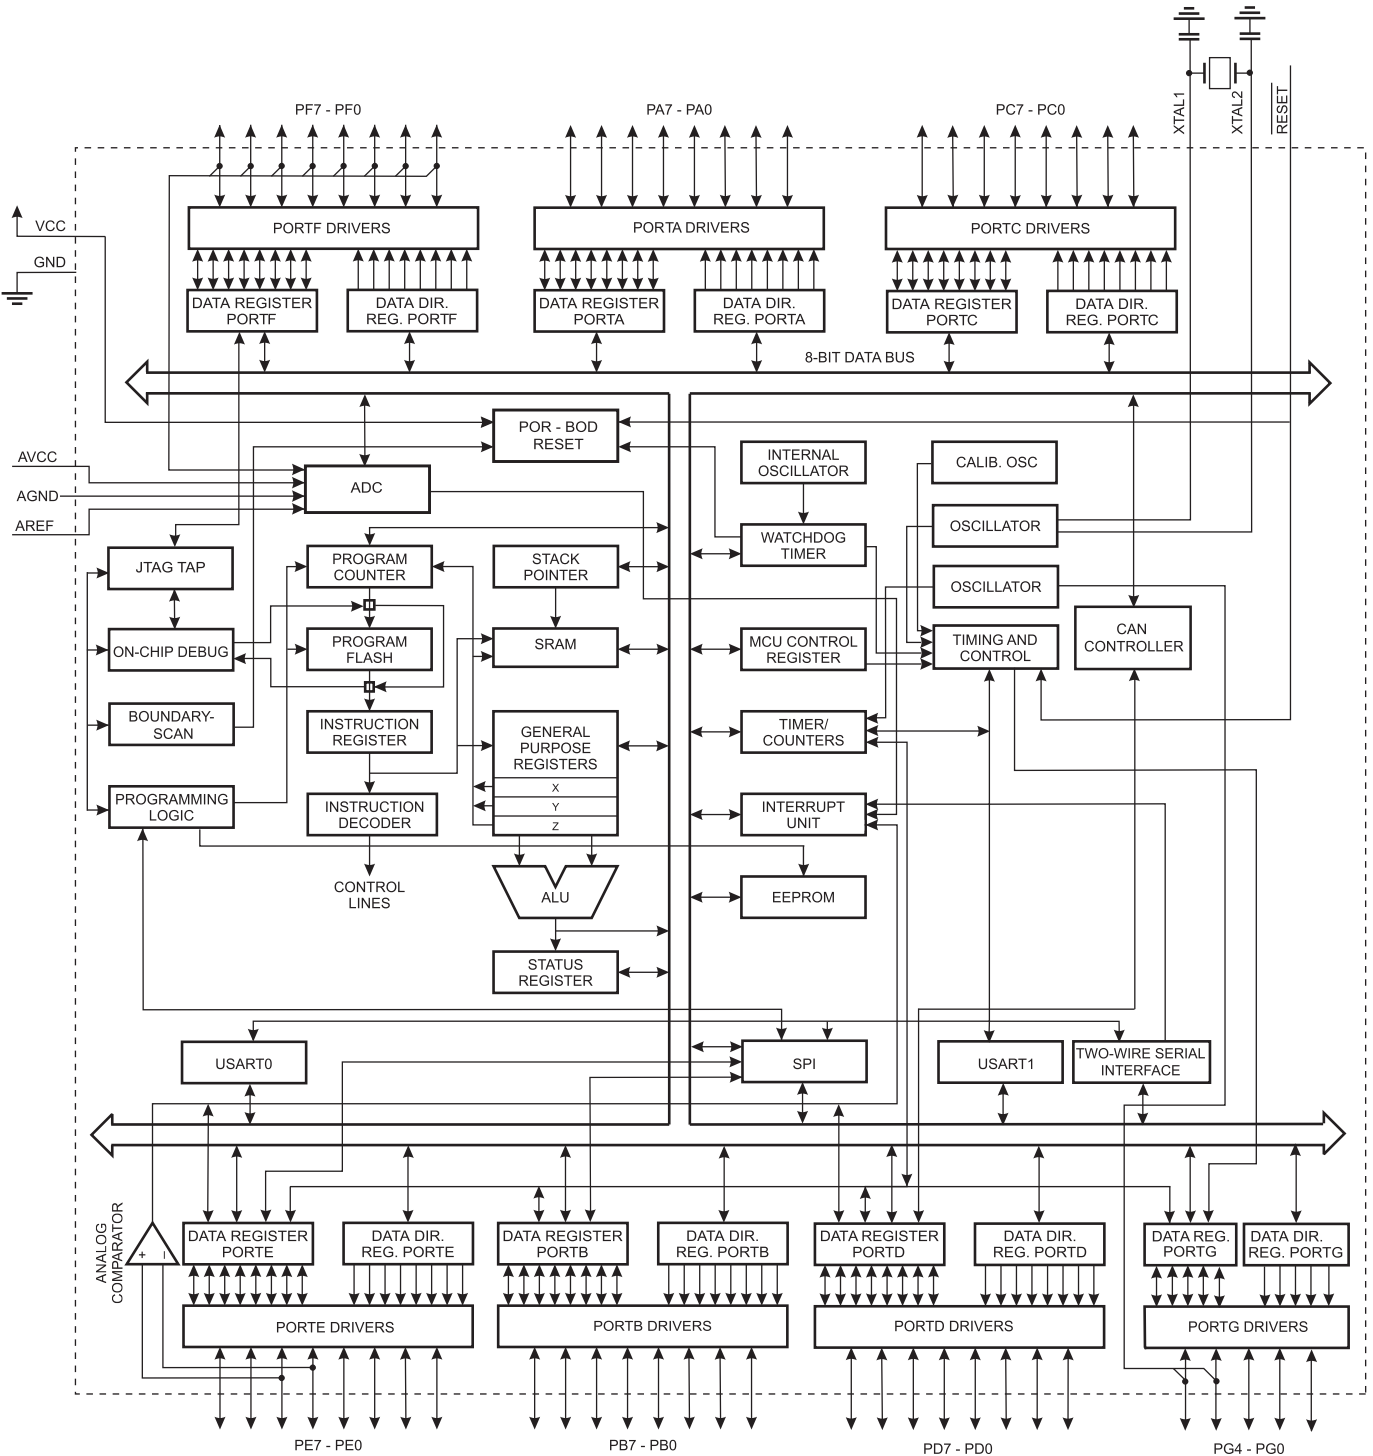 XTAL1
XTAL2
RESET
PF7 - PF0
PA7 - PA0
PC7 - PC0
VCC
GND
PORTF DRIVERS
PORTA DRIVERS
PORTC DRIVERS
DATA REGISTER
PORTF
DATA DIR.
REG. PORTF
DATA REGISTER
PORTA
DATA DIR.
REG. PORTA
DATA REGISTER
PORTC
DATA DIR.
REG. PORTC
8-BIT DATA BUS
POR - BOD
RESET
INTERNAL
OSCILLATOR
CALIB. OSC
AVCC
AGND
AREF
ADC
OSCILLATOR
WATCHDOG
TIMER
JTAG TAP
PROGRAM
COUNTER
STACK
POINTER
OSCILLATOR
ON-CHIP DEBUG
PROGRAM
FLASH
SRAM
MCU CONTROL
REGISTER
TIMING AND
CONTROL
CAN
CONTROLLER
BOUNDARY-
SCAN
INSTRUCTION
REGISTER
GENERAL
PURPOSE
REGISTERS
X
Y
Z
TIMER/
COUNTERS
PROGRAMMING
LOGIC
INSTRUCTION
DECODER
INTERRUPT
UNIT
CONTROL
LINES
ALU
EEPROM
STATUS
REGISTER
USART0
SPI
USART1
TWO-WIRE SERIAL
INTERFACE
ANALOG
COMPARATOR
+
–
DATA REGISTER
PORTE
DATA DIR.
REG. PORTE
DATA REGISTER
PORTB
DATA DIR.
REG. PORTB
DATA REGISTER
PORTD
DATA DIR.
REG. PORTD
DATA REG.
PORTG
DATA DIR.
REG. PORTG
PORTE DRIVERS
PORTB DRIVERS
PORTD DRIVERS
PORTG DRIVERS
PE7 - PE0
PB7 - PB0
PD7 - PD0
PG4 - PG0